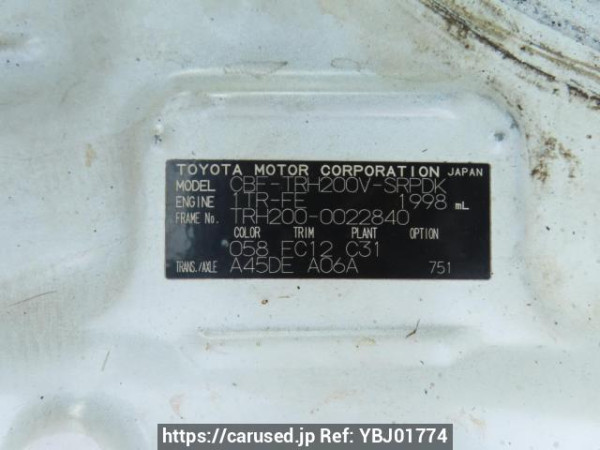 TOYOTA MOTOR CORPORATION JAPAN
MODEL CBF-TRH200V-SRPDK
ENGINE 1TR-FE 1998 mL
FRAME No. TRH200-0022840
COLOR TRIM PLANT OPTION
058 FC12 C31
TRANS./AXLE A45DE A06A 751
https://carused.jp Ref: YBJ01774